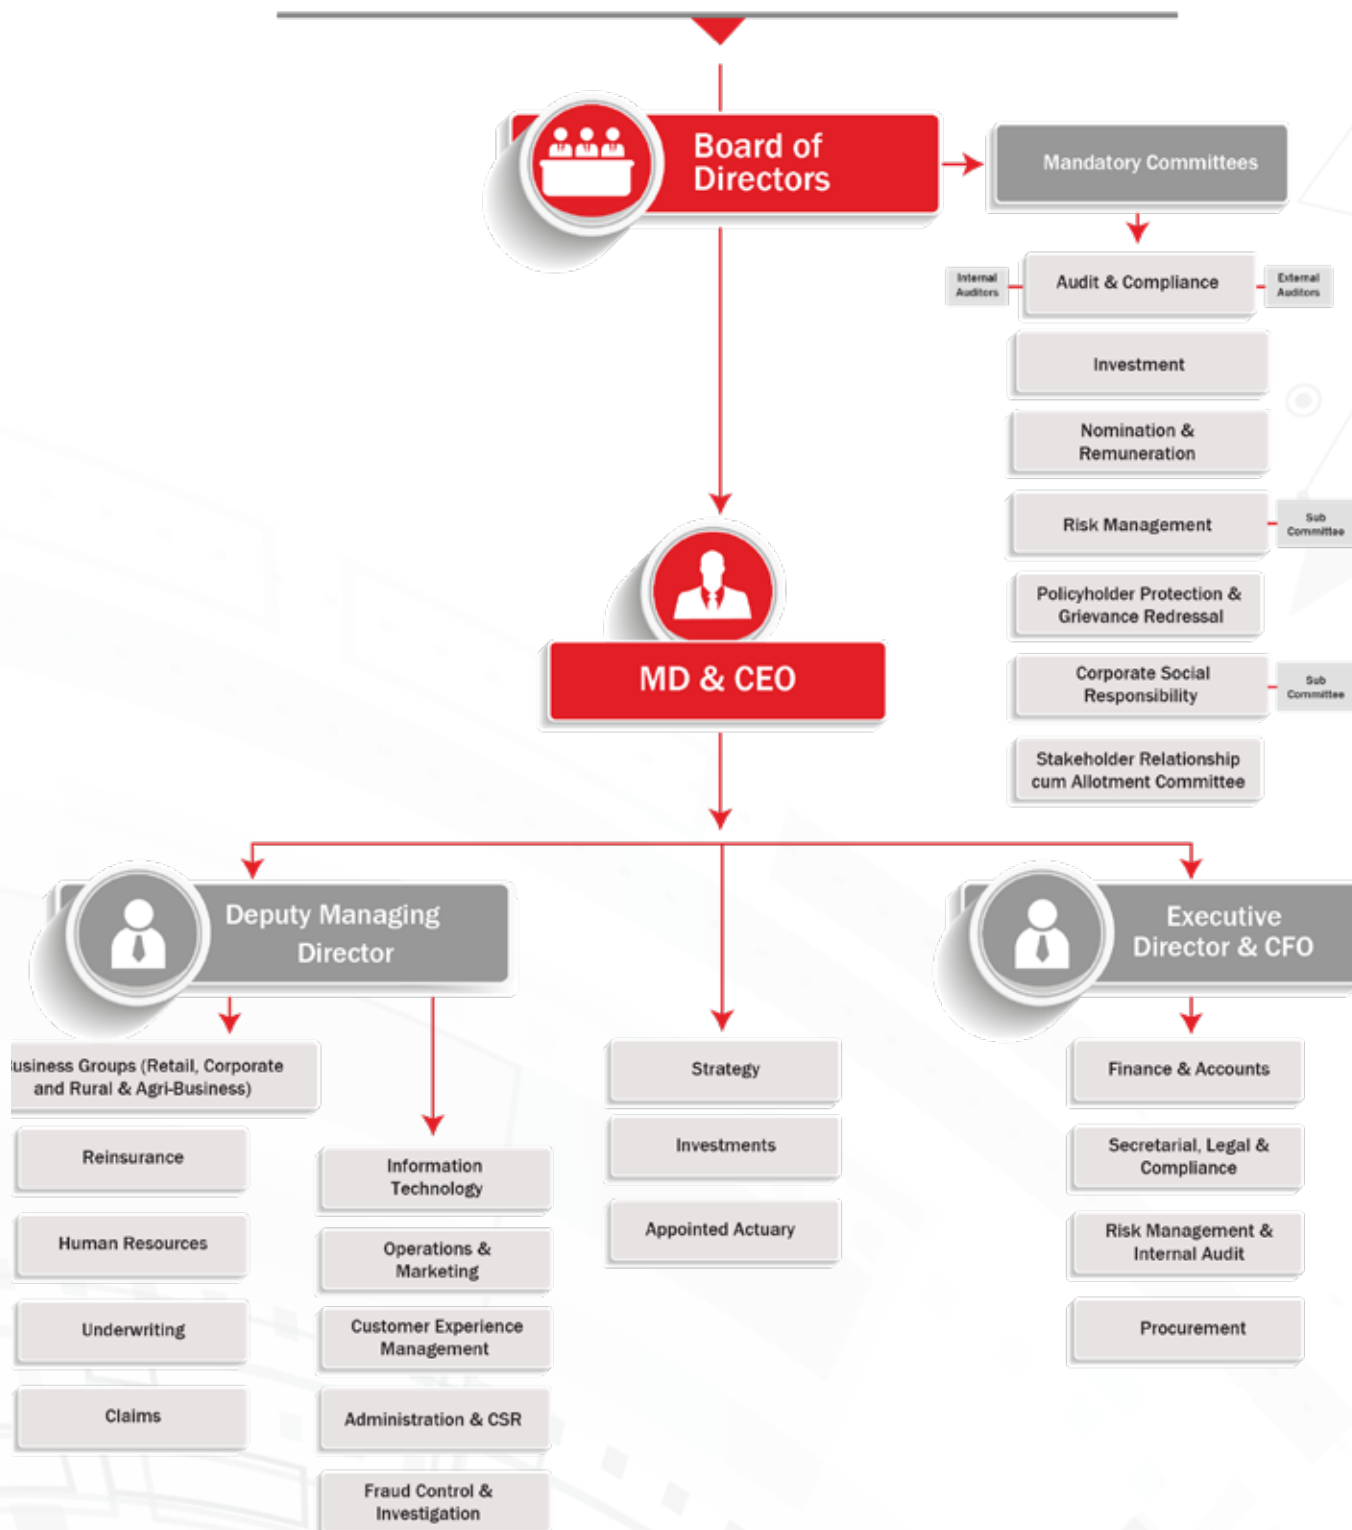 Board of
Directors
Mandatory Committees
Internal
Auditors
Audit & Compliance
External
Auditors
Investment
Nomination &
Remuneration
Risk Management
Sub
Committee
Policyholder Protection &
Grievance Redressal
MD & CEO
Corporate Social
Responsibility
Sub
Committee
Stakeholder Relationship
cum Allotment Committee
Deputy Managing
Director
Executive
Director & CFO
usiness Groups (Retail, Corporate
and Rural & Agri-Business)
Reinsurance
Human Resources
Underwriting
Claims
Information
Technology
Operations &
Marketing
Customer Experience
Management
Administration & CSR
Fraud Control &
Investigation
Strategy
Investments
Appointed Actuary
Finance & Accounts
Secretarial, Legal &
Compliance
Risk Management &
Internal Audit
Procurement